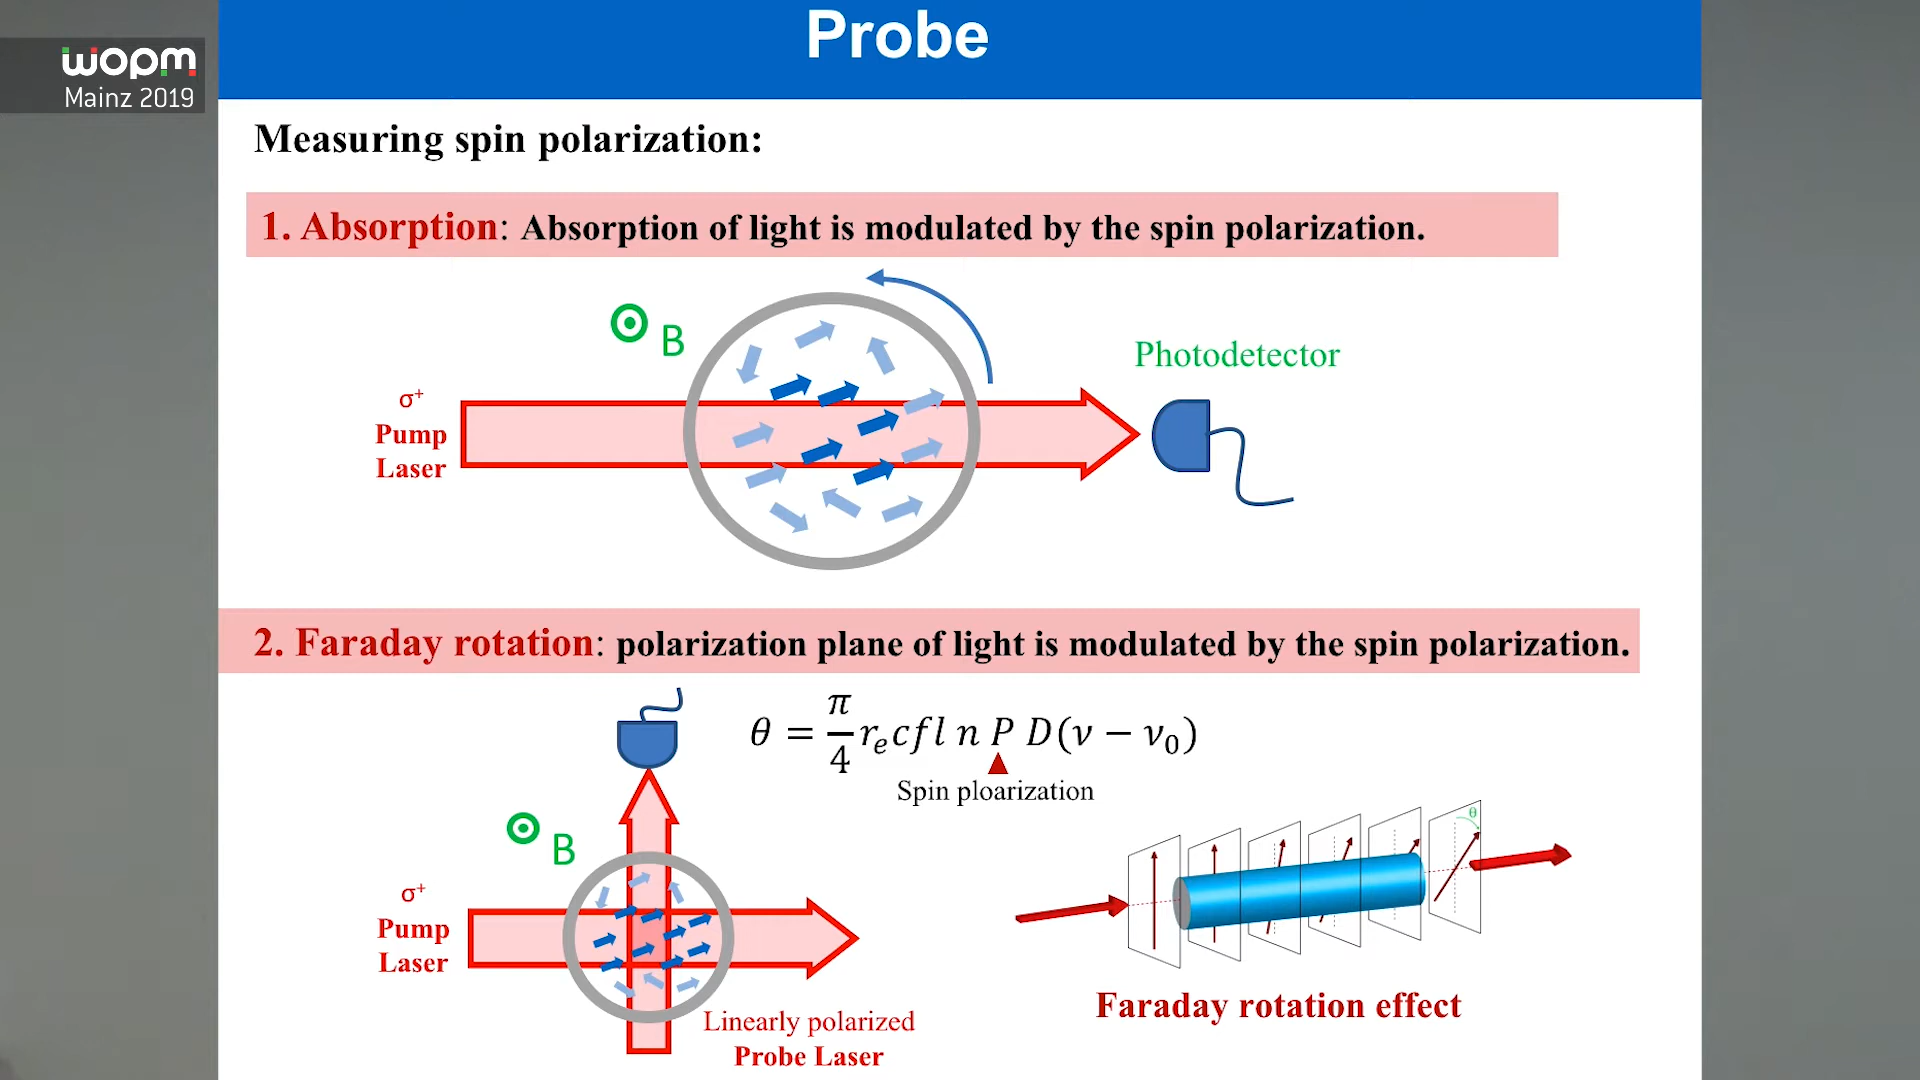 Probe
wopm
Mainz 2019
Measuring spin polarization:
1. Absorption: Absorption of light is modulated by the spin polarization.
B
Photodetector
σ⁺
Pump
Laser
2. Faraday rotation: polarization plane of light is modulated by the spin polarization.
θ = π/4 rₑcfl n P D(ν − ν₀)
Spin ploarization
θ
B
σ⁺
Pump
Laser
Faraday rotation effect
Linearly polarized
Probe Laser